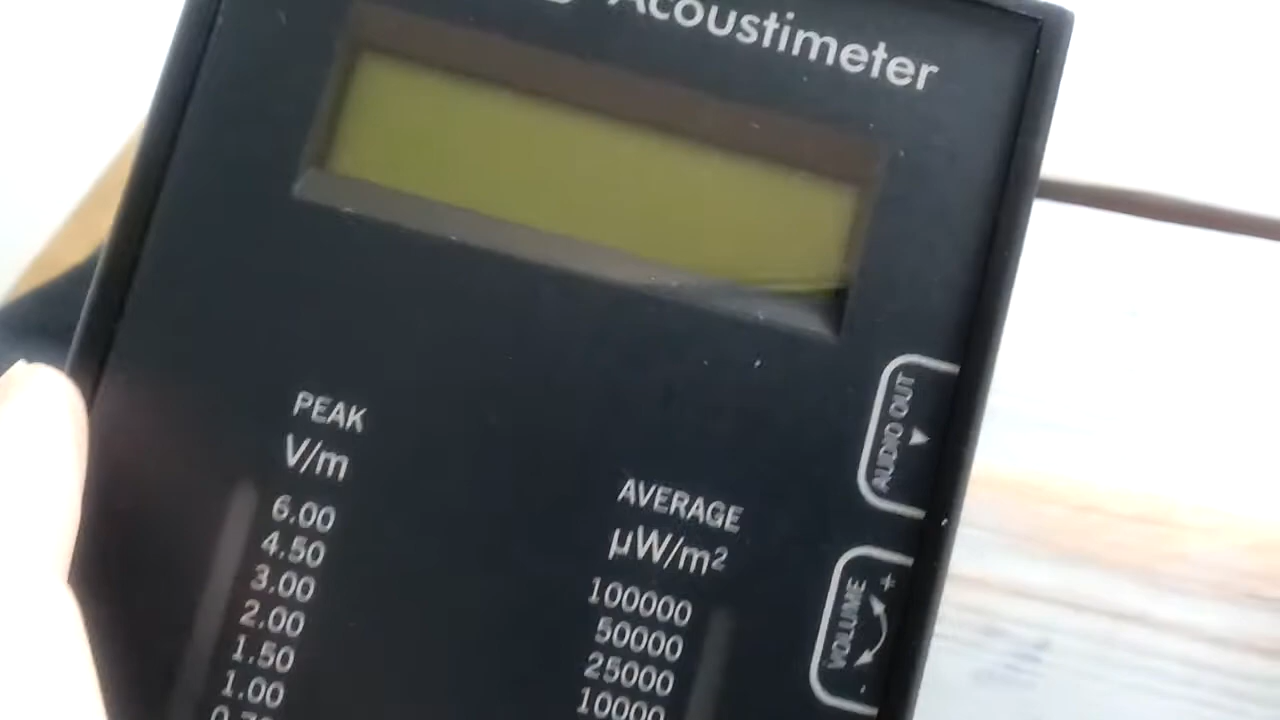 Acoustimeter
AUDIO OUT
PEAK
V/m
6.00
4.50
3.00
2.00
1.50
1.00
AVERAGE
µW/m²
100000
50000
25000
10000
VOLUME
+
-